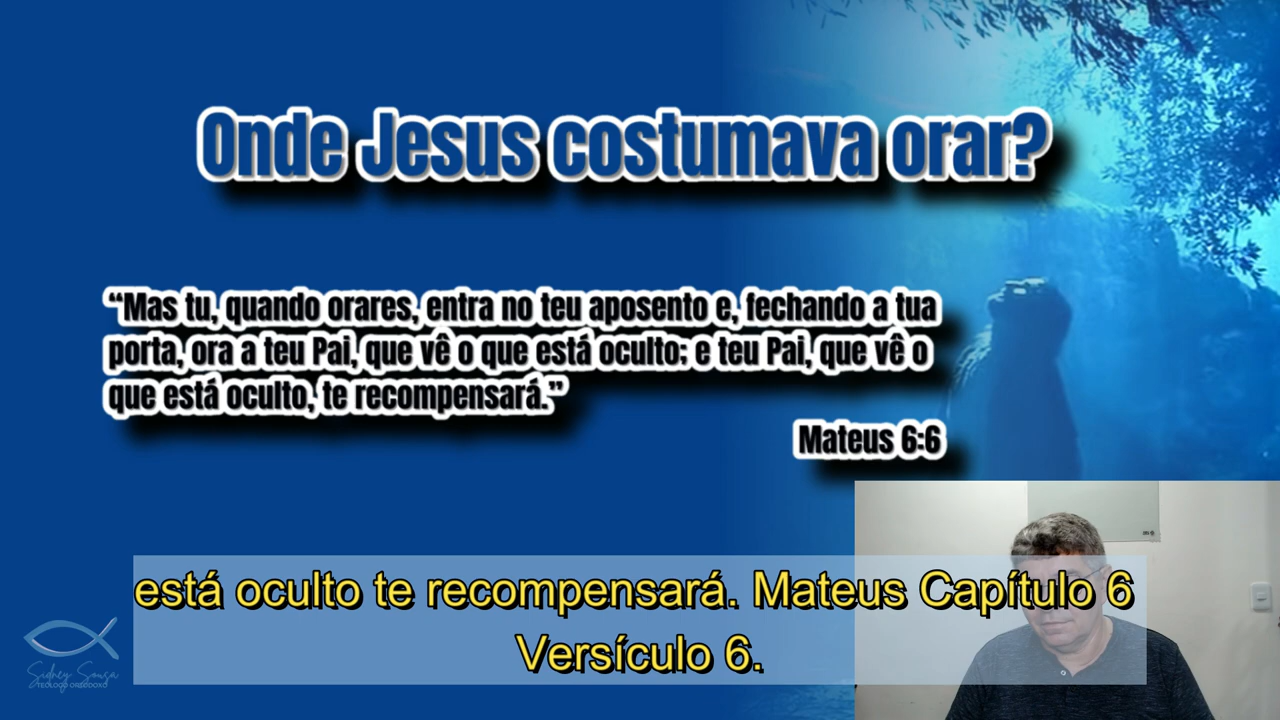 Onde Jesus costumava orar?
“Mas tu, quando orares, entra no teu aposento e, fechando a tua
porta, ora a teu Pai, que vê o que está oculto; e teu Pai, que vê o
que está oculto, te recompensará.”
Mateus 6:6
está oculto te recompensará. Mateus Capítulo 6
Versículo 6.
Sidney Sousa
TEÓLOGO ORTODOXO